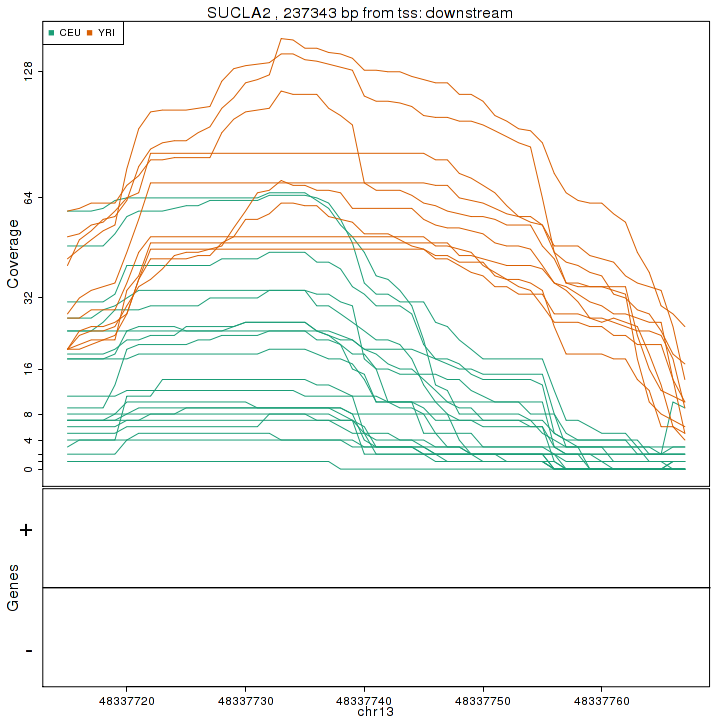 SUCLA2 , 237343 bp from tss: downstream
CEU YRI
128
64
32
16
8
4
0
Coverage
+
-
Genes
48337720 48337730 48337740 48337750 48337760
chr13